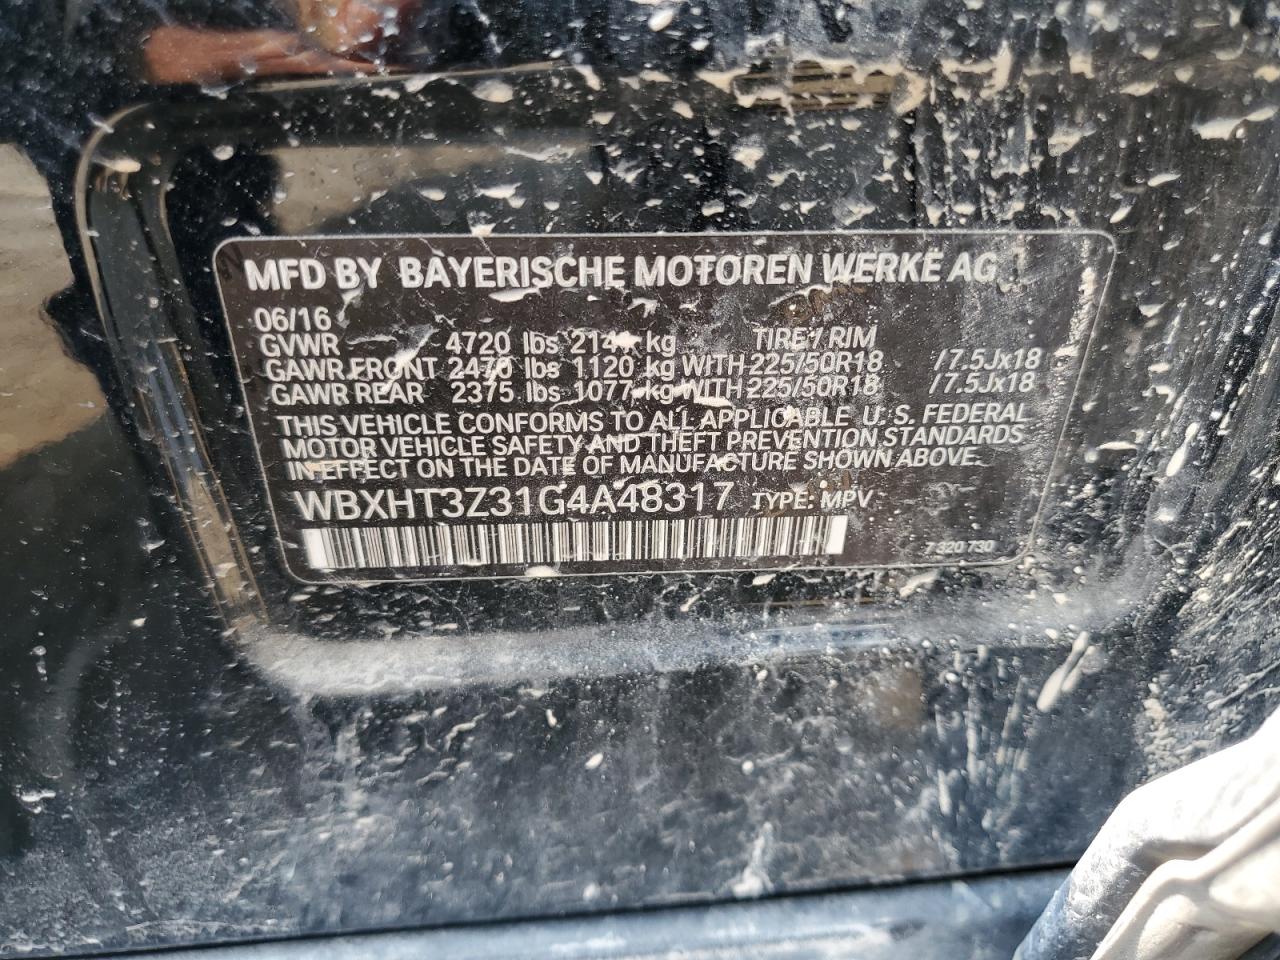 MFD BY BAYERISCHE MOTOREN WERKE AG
06/16
GVWR 4720 lbs kg TIRE / RIM
GAWR FRONT 2470 lbs 1120 kg WITH 225/50R18 /7.5Jx18
GAWR REAR 2375 lbs 1077 kg WITH 225/50R18 /7.5Jx18
THIS VEHICLE CONFORMS TO ALL APPLICABLE U.S. FEDERAL
MOTOR VEHICLE SAFETY AND THEFT PREVENTION STANDARDS
IN EFFECT ON THE DATE OF MANUFACTURE SHOWN ABOVE.
WBXHT3Z31G4A48317 TYPE: MPV
7320730